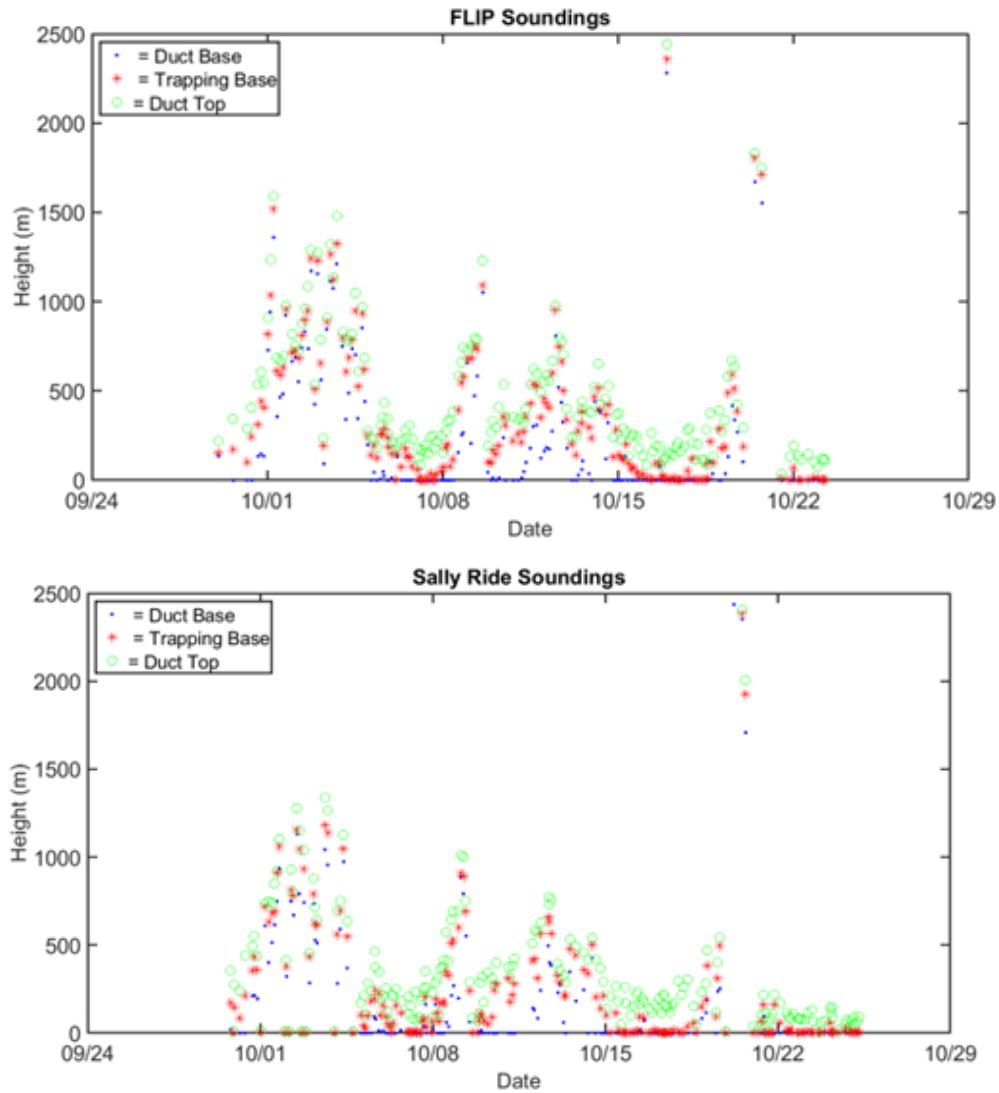 FLIP Soundings
2500
2000
1500
1000
500
0
Height (m)
· = Duct Base
* = Trapping Base
○ = Duct Top
09/24 10/01 10/08 10/15 10/22 10/29
Date
Sally Ride Soundings
2500
2000
1500
1000
500
0
Height (m)
· = Duct Base
* = Trapping Base
○ = Duct Top
09/24 10/01 10/08 10/15 10/22 10/29
Date